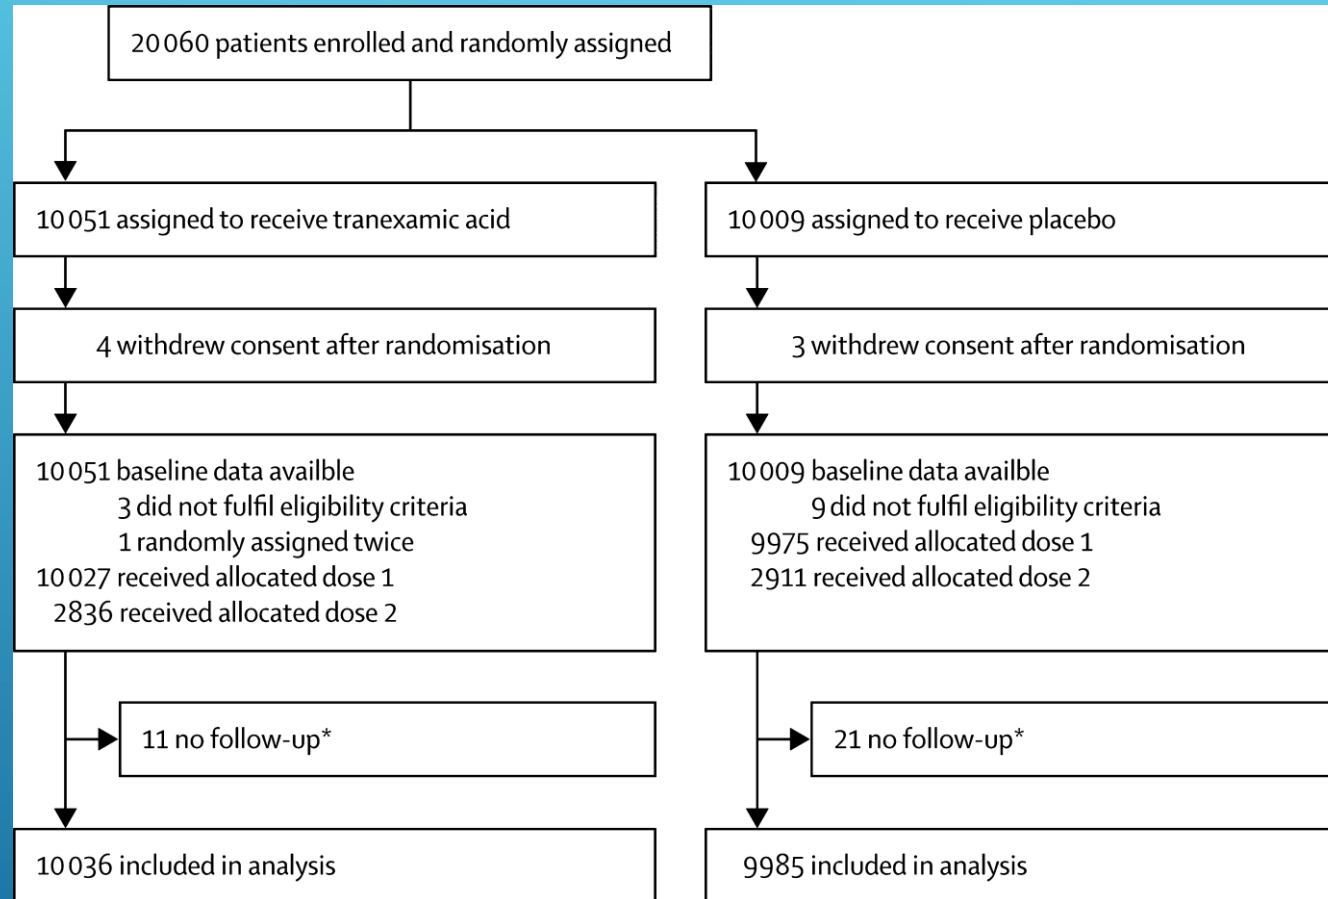 20 060 patients enrolled and randomly assigned
10 051 assigned to receive tranexamic acid
4 withdrew consent after randomisation
10 051 baseline data availble
3 did not fulfil eligibility criteria
1 randomly assigned twice
10 027 received allocated dose 1
2836 received allocated dose 2
11 no follow-up*
10 036 included in analysis
10 009 assigned to receive placebo
3 withdrew consent after randomisation
10 009 baseline data availble
9 did not fulfil eligibility criteria
9975 received allocated dose 1
2911 received allocated dose 2
21 no follow-up*
9985 included in analysis